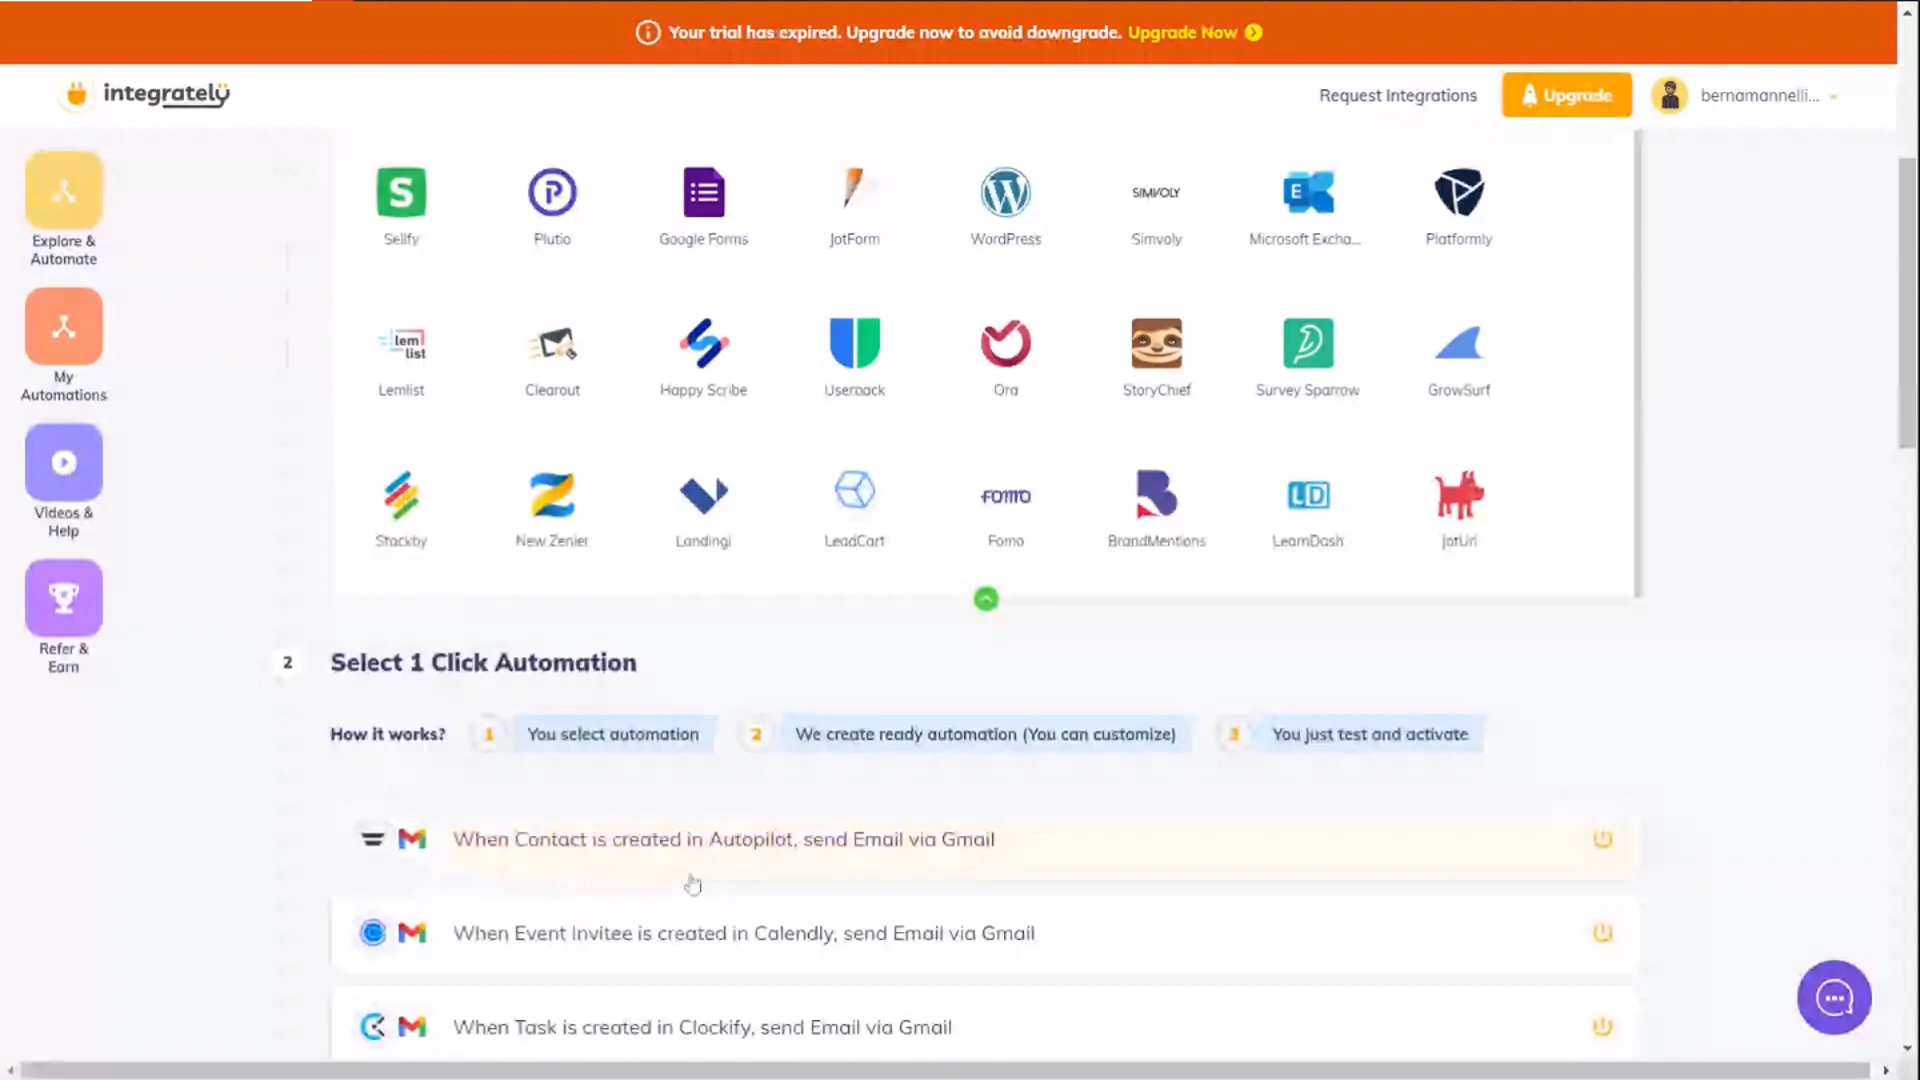 Your trial has expired. Upgrade now to avoid downgrade. Upgrade Now
integrately
Request Integrations
Upgrade
bernamannelli...
Explore &
Automate
My
Automations
Videos &
Help
Refer &
Earn
Sellfy
Plutio
Google Forms
JotForm
WordPress
SIMVOLY
Simvoly
Microsoft Excha...
Platformly
lem
list
Lemlist
Clearout
Happy Scribe
Userback
Ora
StoryChief
Survey Sparrow
GrowSurf
Stackby
New Zenler
Landingi
LeadCart
FOMO
Fomo
BrandMentions
LD
LearnDash
JotUrl
2 Select 1 Click Automation
How it works? 1 You select automation 2 We create ready automation (You can customize) 3 You just test and activate
When Contact is created in Autopilot, send Email via Gmail
When Event Invitee is created in Calendly, send Email via Gmail
When Task is created in Clockify, send Email via Gmail